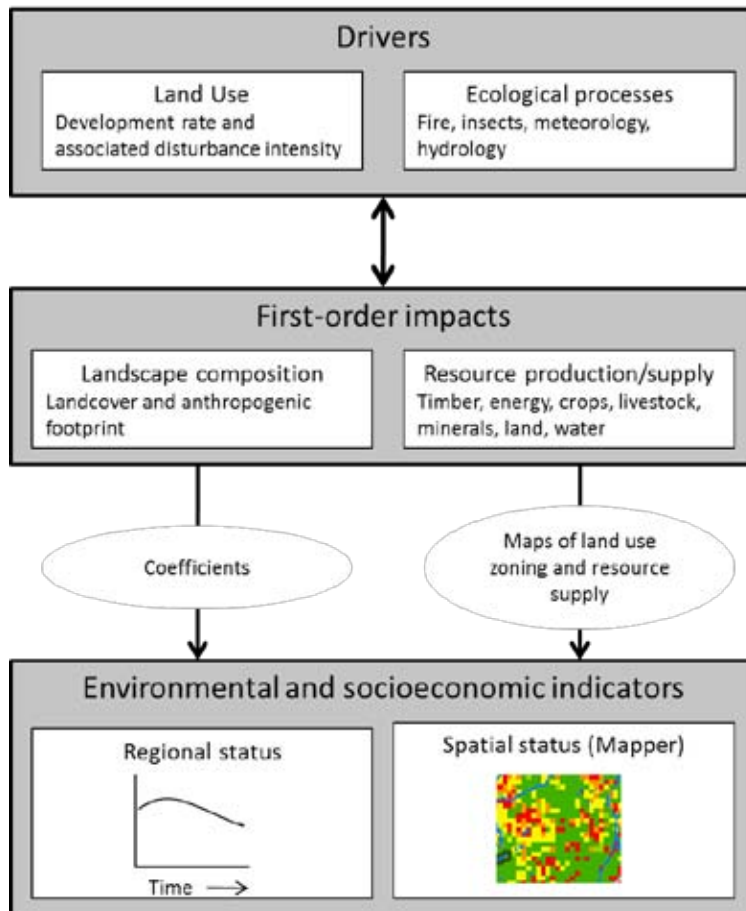 Drivers
Land Use
Development rate and
associated disturbance intensity
Ecological processes
Fire, insects, meteorology,
hydrology
First-order impacts
Landscape composition
Landcover and anthropogenic
footprint
Resource production/supply
Timber, energy, crops, livestock,
minerals, land, water
Coefficients
Maps of land use
zoning and resource
supply
Environmental and socioeconomic indicators
Regional status
Time
Spatial status (Mapper)